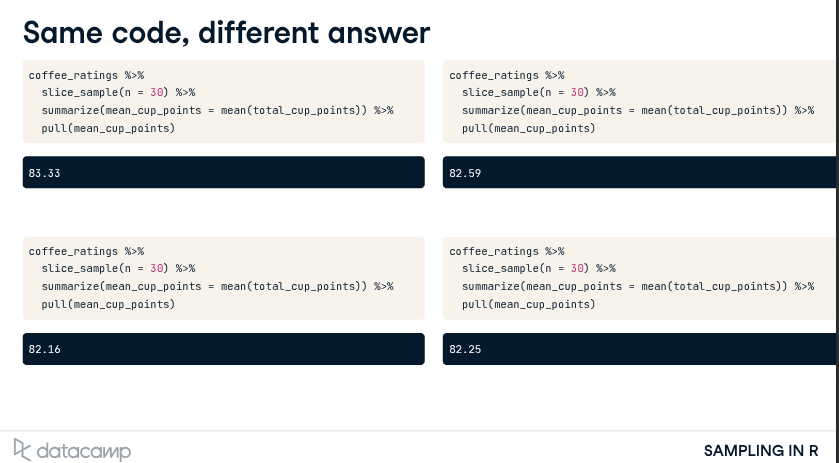 Same code, different answer
coffee_ratings %>%
  slice_sample(n = 30) %>%
  summarize(mean_cup_points = mean(total_cup_points)) %>%
  pull(mean_cup_points)
83.33
coffee_ratings %>%
  slice_sample(n = 30) %>%
  summarize(mean_cup_points = mean(total_cup_points)) %>%
  pull(mean_cup_points)
82.59
coffee_ratings %>%
  slice_sample(n = 30) %>%
  summarize(mean_cup_points = mean(total_cup_points)) %>%
  pull(mean_cup_points)
82.16
coffee_ratings %>%
  slice_sample(n = 30) %>%
  summarize(mean_cup_points = mean(total_cup_points)) %>%
  pull(mean_cup_points)
82.25
datacamp
SAMPLING IN R